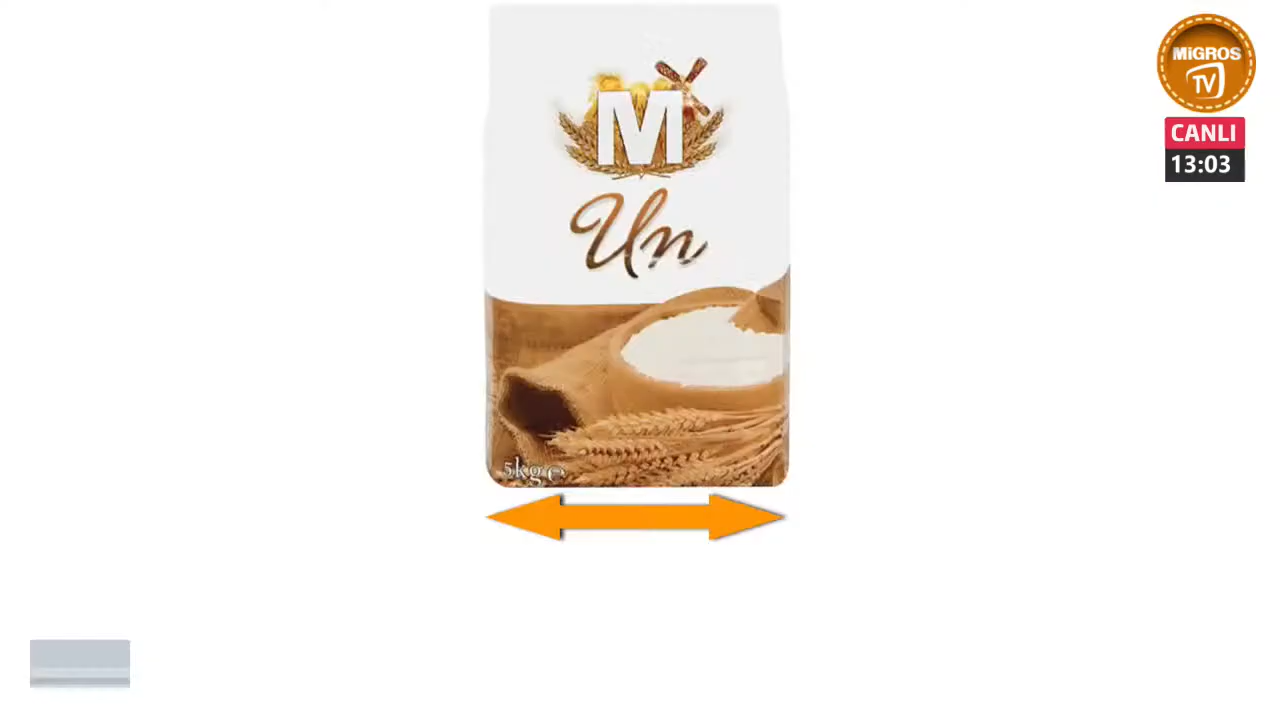 MiGROS
TV
CANLI
13:03
M
Un
5kg ℮